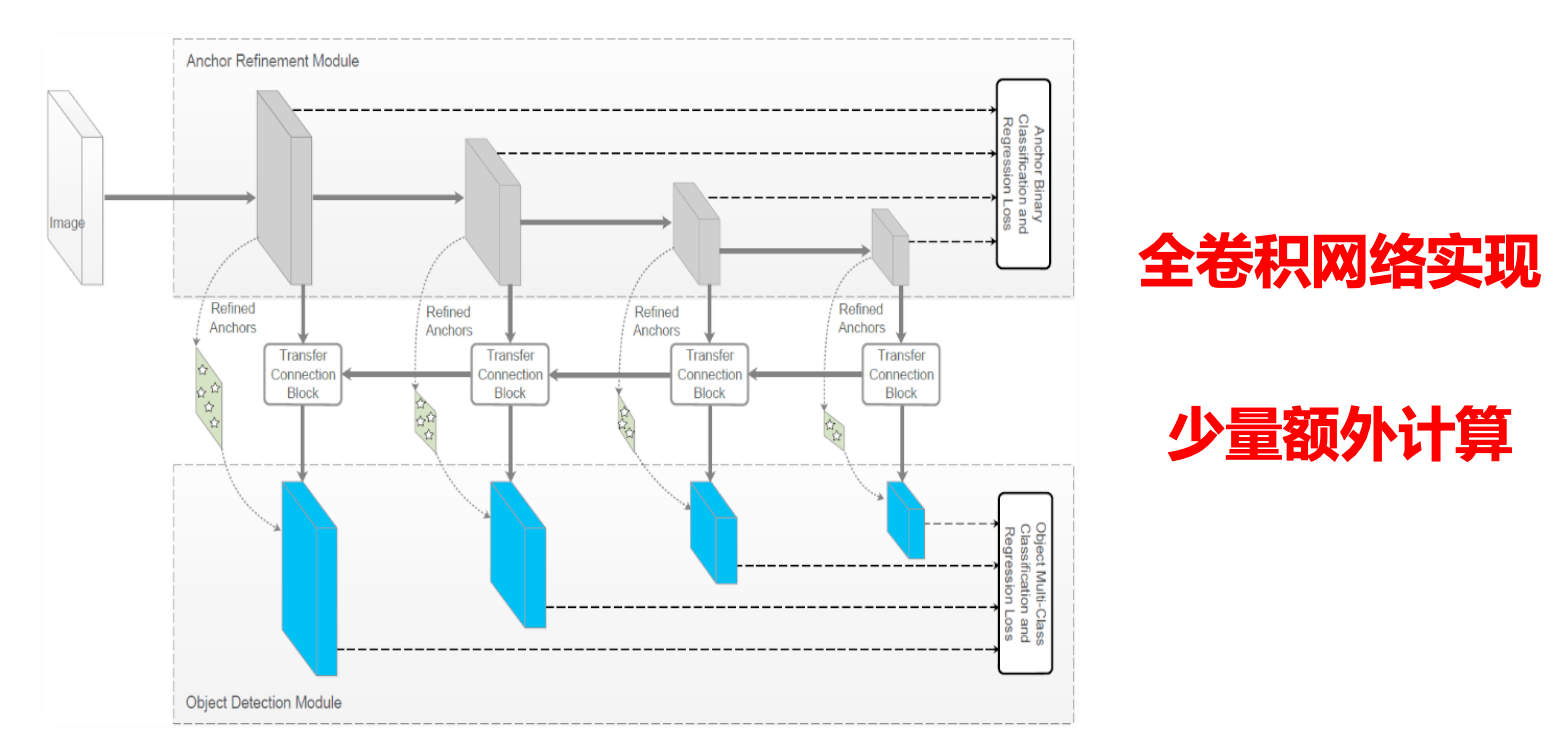 Anchor Refinement Module
Image
Anchor Binary
Classification and
Regression Loss
全卷积网络实现
Refined
Anchors
Refined
Anchors
Refined
Anchors
Refined
Anchors
Transfer
Connection
Block
Transfer
Connection
Block
Transfer
Connection
Block
Transfer
Connection
Block
少量额外计算
Object Multi-Class
Classification and
Regression Loss
Object Detection Module